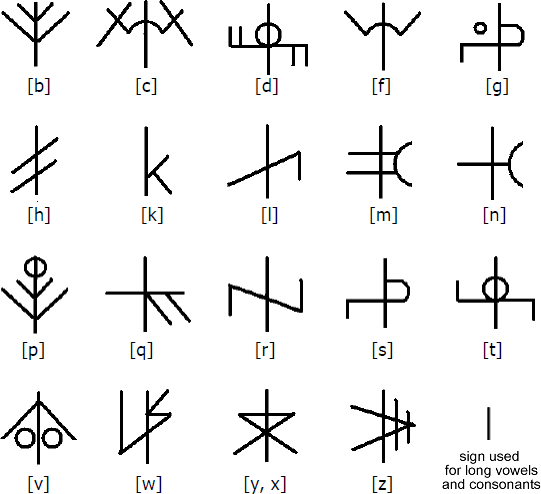 [b] [c] [d] [f] [g]
[h] [k] [l] [m] [n]
[p] [q] [r] [s] [t]
[v] [w] [y, x] [z] sign used
for long vowels
and consonants